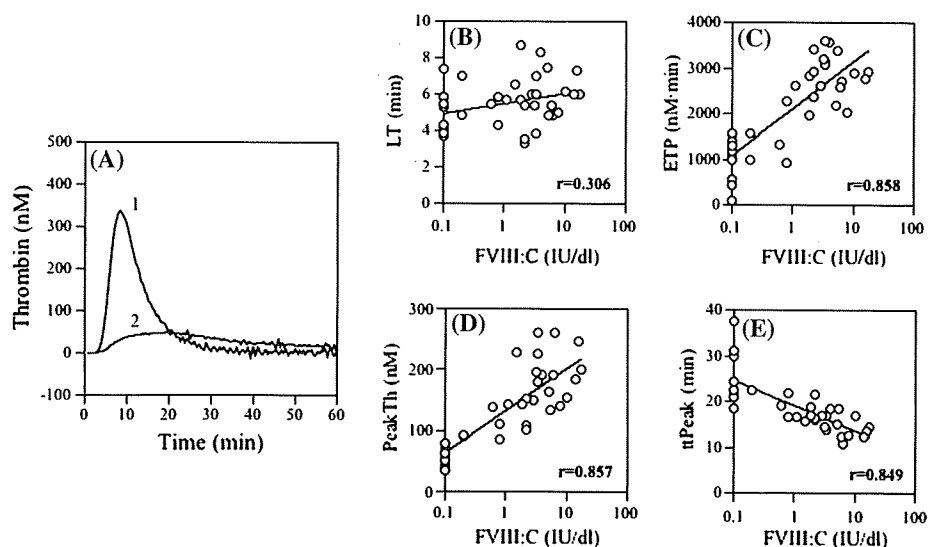 (A)
Thrombin (nM)
500
400
300
200
100
0
-100
1
2
0
10
20
30
40
50
60
Time (min)
(B)
LT (min)
10
8
6
4
2
0
r=0.306
0.1
1
10
100
FVIII:C (IU/dl)
(C)
ETP (nM·min)
4000
3000
2000
1000
0
r=0.858
0.1
1
10
100
FVIII:C (IU/dl)
(D)
PeakTh (nM)
300
200
100
0
r=0.857
0.1
1
10
100
FVIII:C (IU/dl)
(E)
ttPeak (min)
40
30
20
10
0
r=0.849
0.1
1
10
100
FVIII:C (IU/dl)